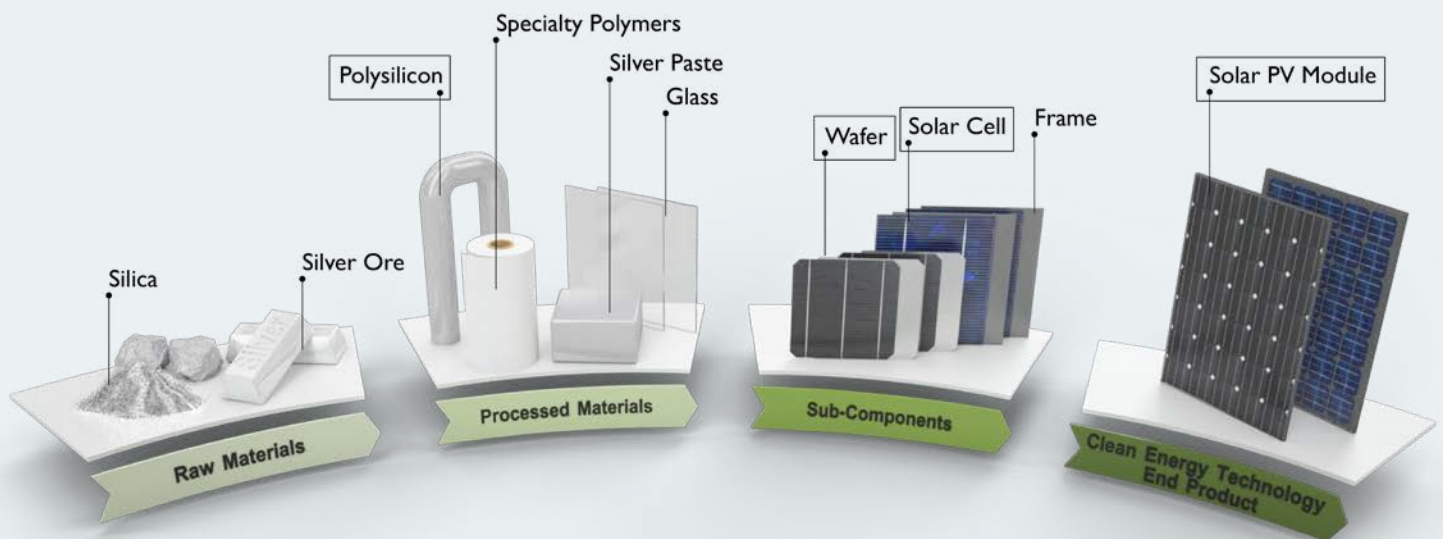 Specialty Polymers
Polysilicon
Silver Paste
Glass
Wafer
Solar Cell
Frame
Solar PV Module
Silica
Silver Ore
SILVER
Raw Materials
Processed Materials
Sub-Components
Clean Energy Technology
End Product